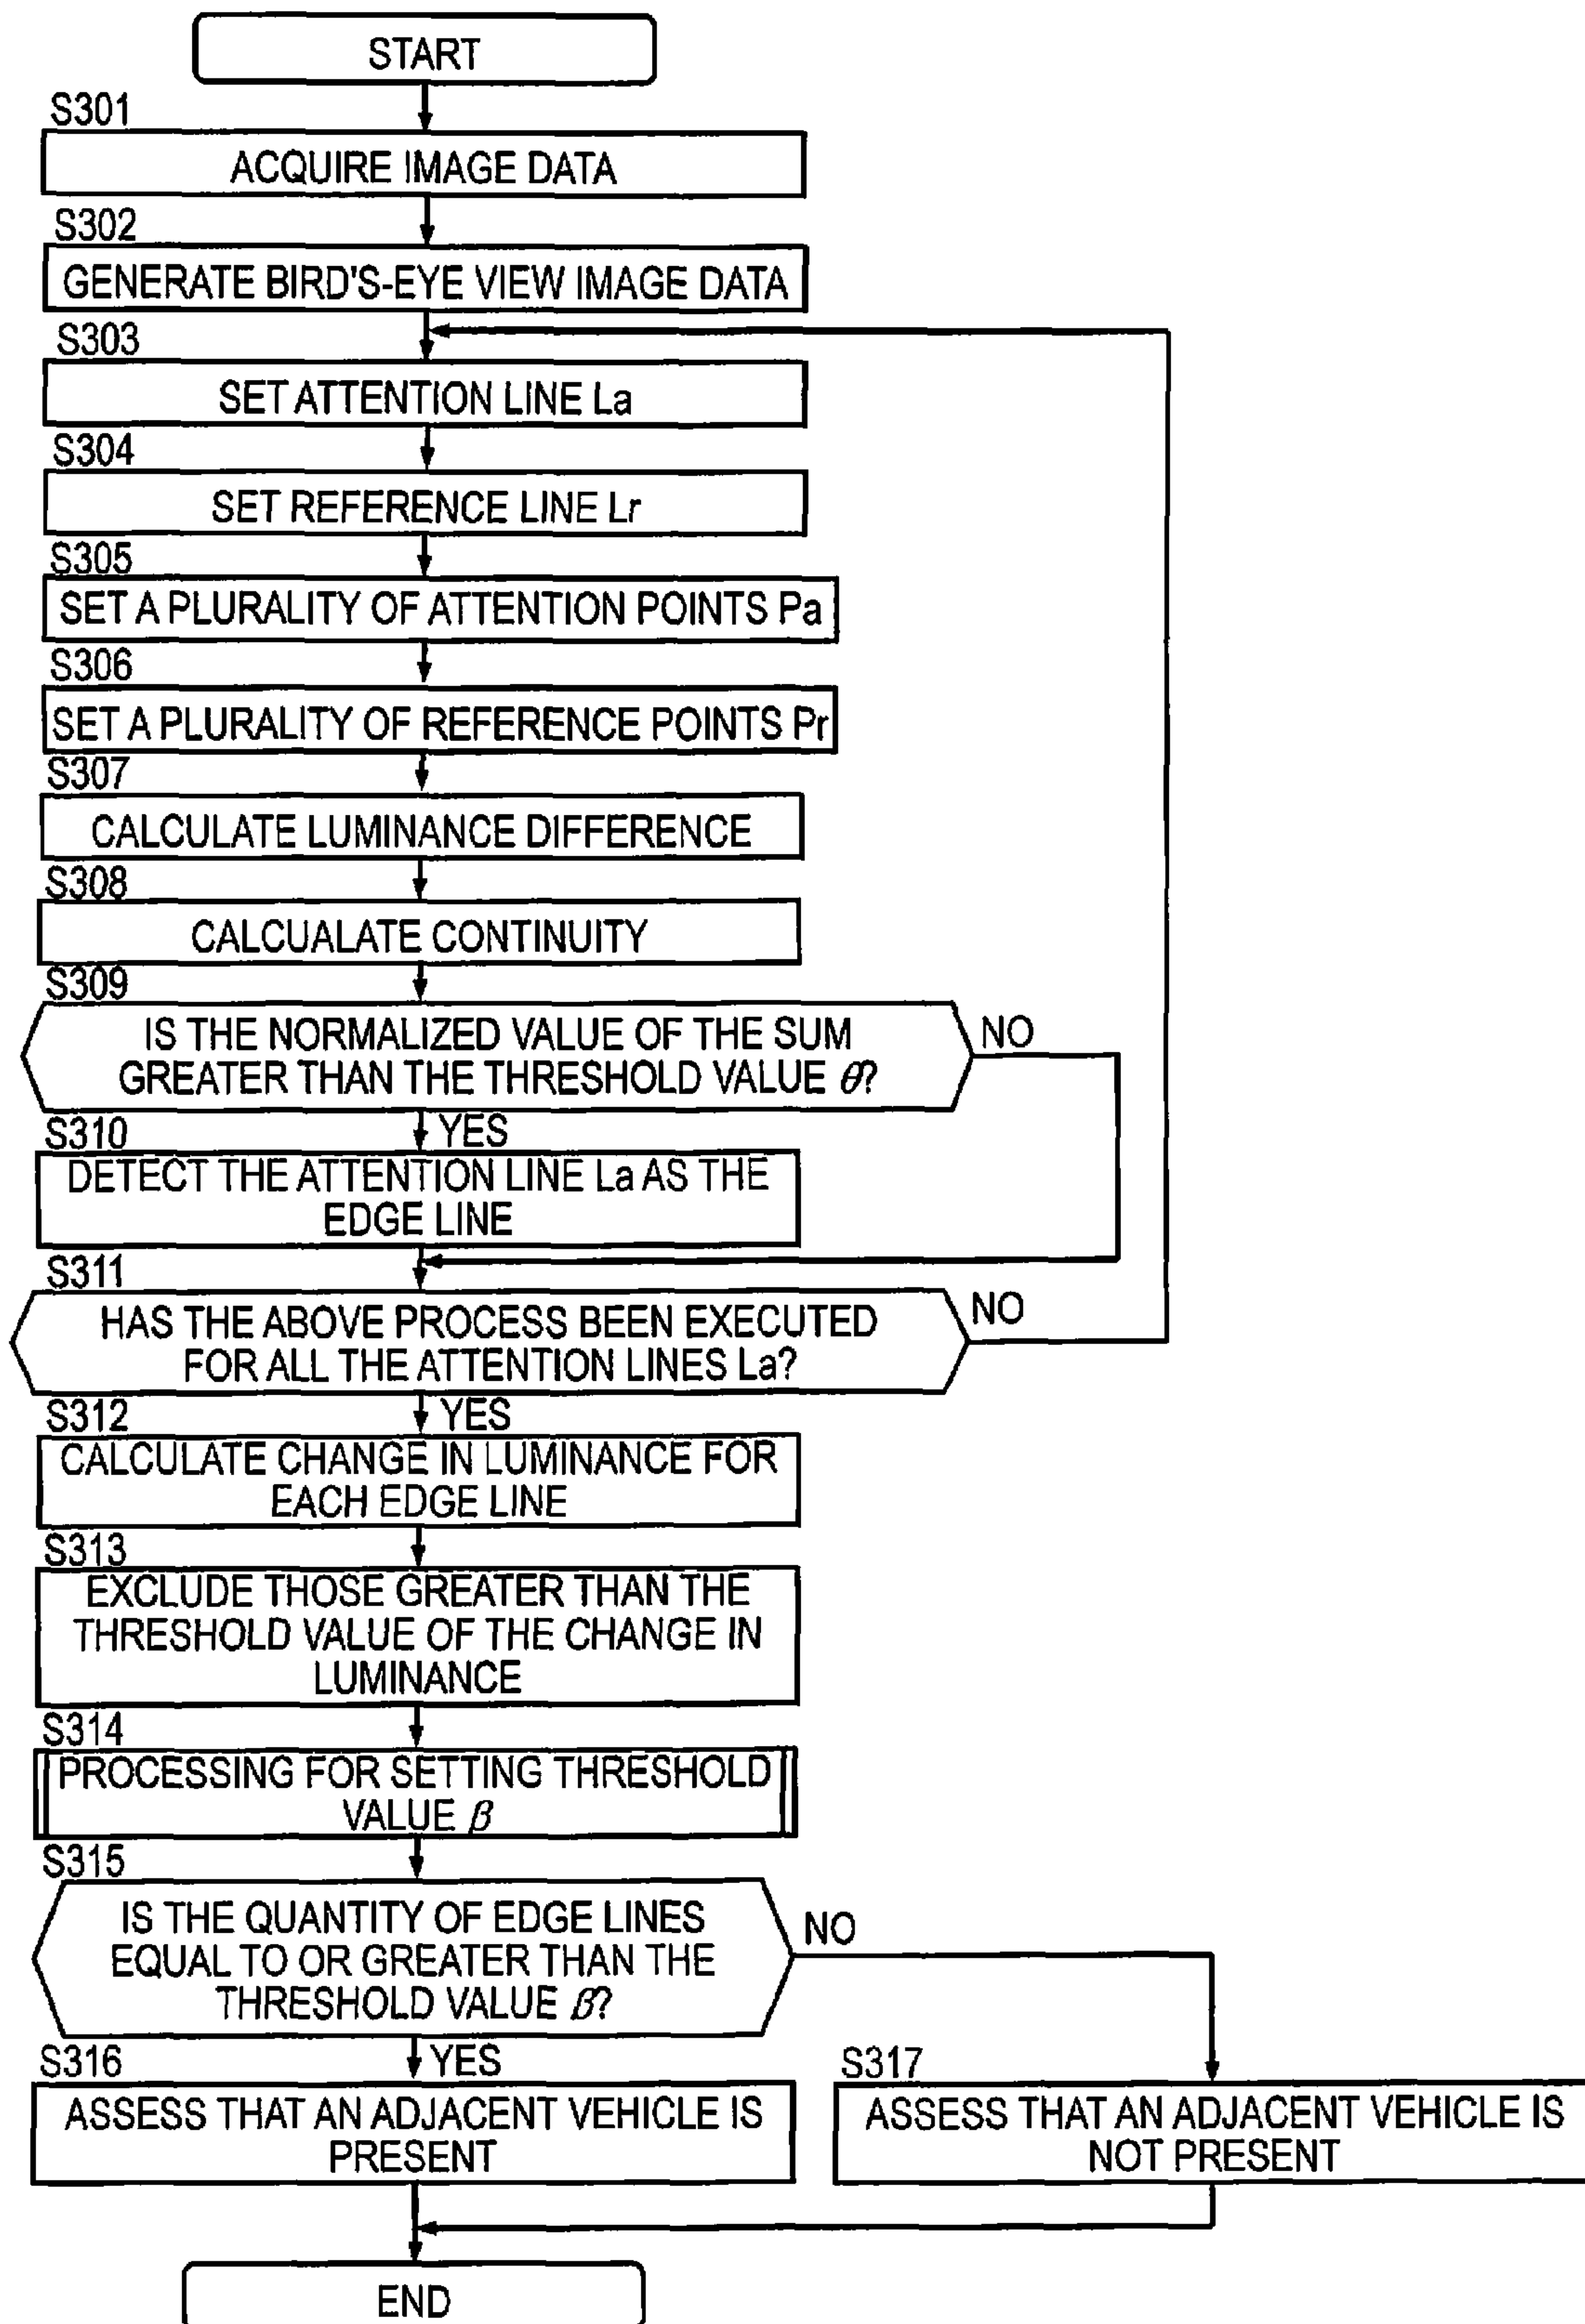 START
S301
ACQUIRE IMAGE DATA
S302
GENERATE BIRD'S-EYE VIEW IMAGE DATA
S303
SET ATTENTION LINE La
S304
SET REFERENCE LINE Lr
S305
SET A PLURALITY OF ATTENTION POINTS Pa
S306
SET A PLURALITY OF REFERENCE POINTS Pr
S307
CALCULATE LUMINANCE DIFFERENCE
S308
CALCUALATE CONTINUITY
S309
IS THE NORMALIZED VALUE OF THE SUM
GREATER THAN THE THRESHOLD VALUE θ?
NO
YES
S310
DETECT THE ATTENTION LINE La AS THE
EDGE LINE
S311
HAS THE ABOVE PROCESS BEEN EXECUTED
FOR ALL THE ATTENTION LINES La?
NO
YES
S312
CALCULATE CHANGE IN LUMINANCE FOR
EACH EDGE LINE
S313
EXCLUDE THOSE GREATER THAN THE
THRESHOLD VALUE OF THE CHANGE IN
LUMINANCE
S314
PROCESSING FOR SETTING THRESHOLD
VALUE β
S315
IS THE QUANTITY OF EDGE LINES
EQUAL TO OR GREATER THAN THE
THRESHOLD VALUE β?
NO
YES
S316
ASSESS THAT AN ADJACENT VEHICLE IS
PRESENT
S317
ASSESS THAT AN ADJACENT VEHICLE IS
NOT PRESENT
END